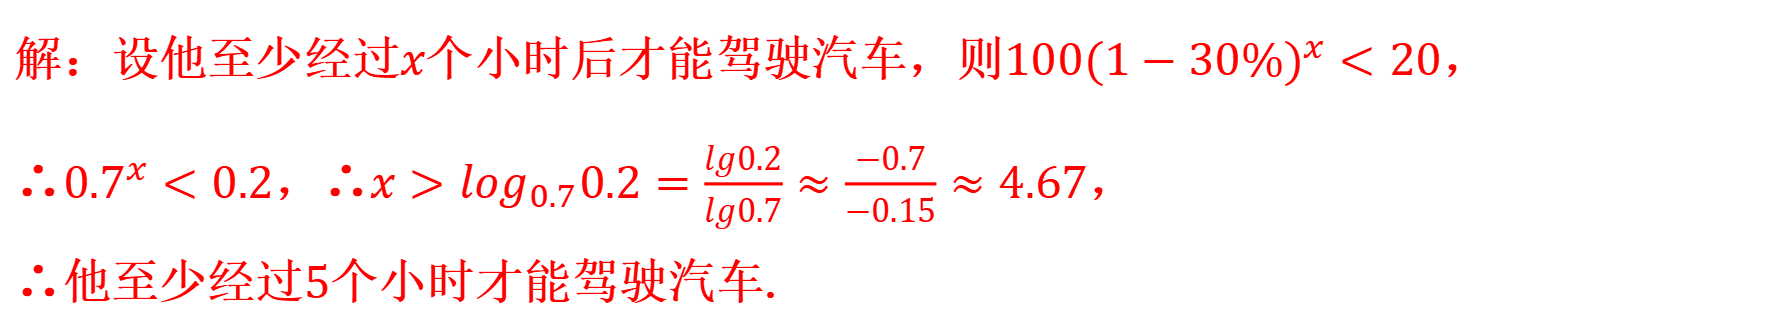 解：设他至少经过x个小时后才能驾驶汽车，则100(1 − 30%)^x < 20，
∴0.7^x < 0.2，∴x > log_{0.7}0.2 = \frac{lg0.2}{lg0.7} ≈ \frac{−0.7}{−0.15} ≈ 4.67，
∴他至少经过5个小时才能驾驶汽车.